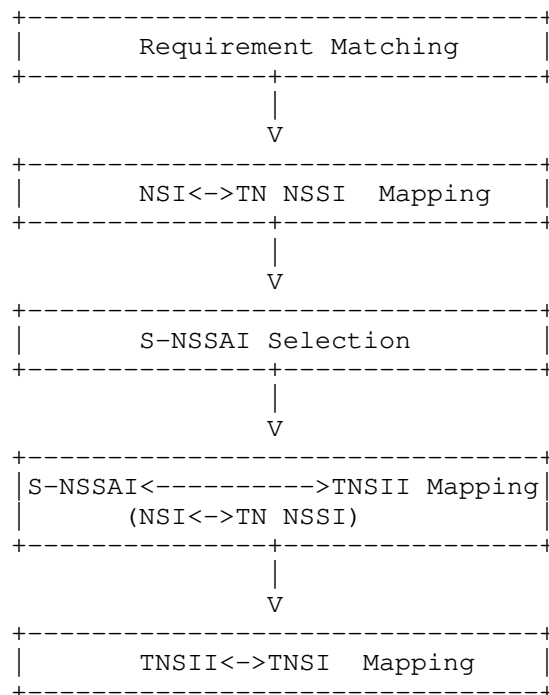 Requirement Matching
V
NSI<->TN NSSI  Mapping
V
S-NSSAI Selection
V
S-NSSAI<---------->TNSII Mapping
(NSI<->TN NSSI)
V
TNSII<->TNSI  Mapping